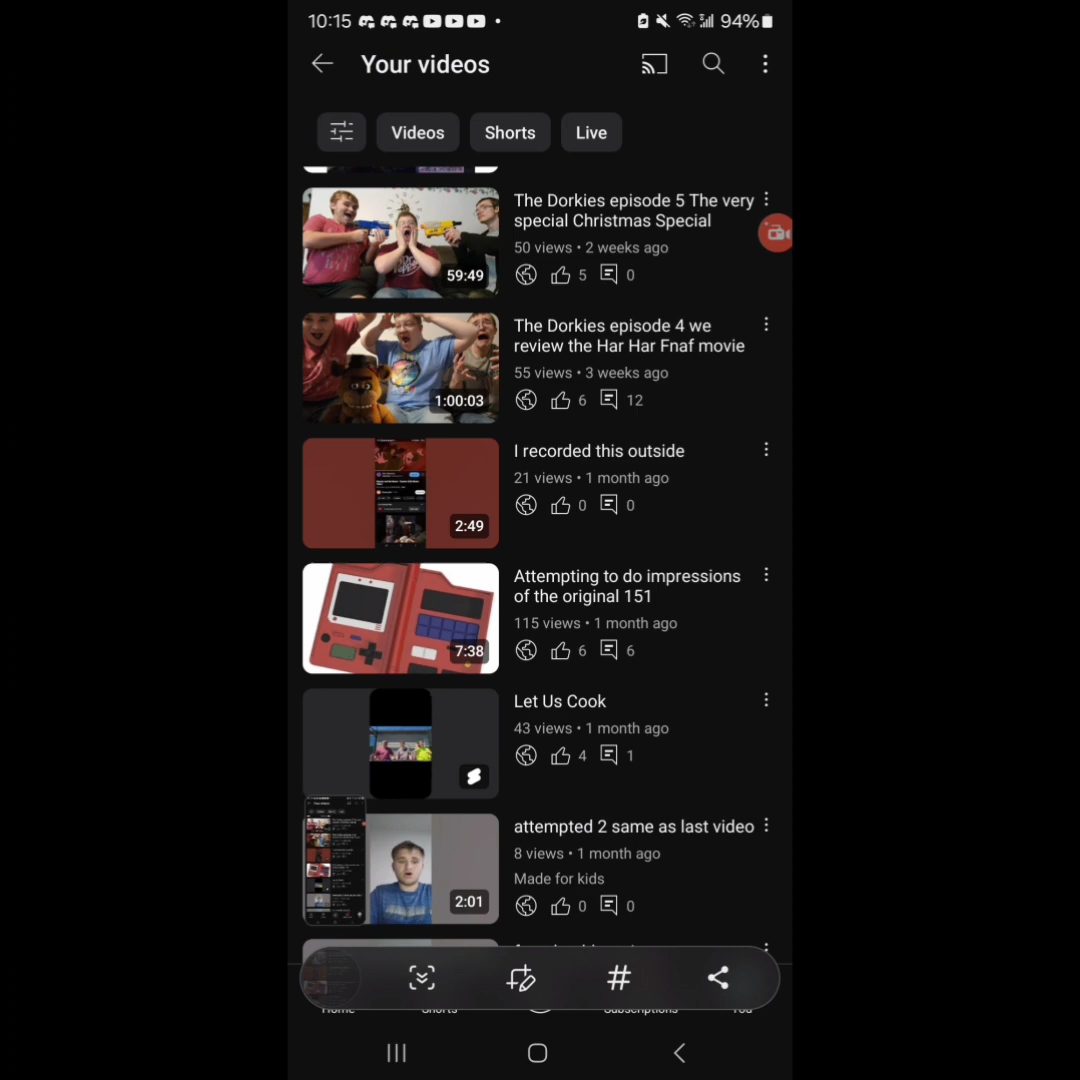 10:15
94%
Your videos
Videos
Shorts
Live
The Dorkies episode 5 The very
special Christmas Special
50 views • 2 weeks ago
5
0
59:49
The Dorkies episode 4 we
review the Har Har Fnaf movie
55 views • 3 weeks ago
6
12
1:00:03
I recorded this outside
21 views • 1 month ago
0
0
2:49
Attempting to do impressions
of the original 151
115 views • 1 month ago
6
6
7:38
Let Us Cook
43 views • 1 month ago
4
1
attempted 2 same as last video
8 views • 1 month ago
Made for kids
0
0
2:01
#
Home
Shorts
Subscriptions
You